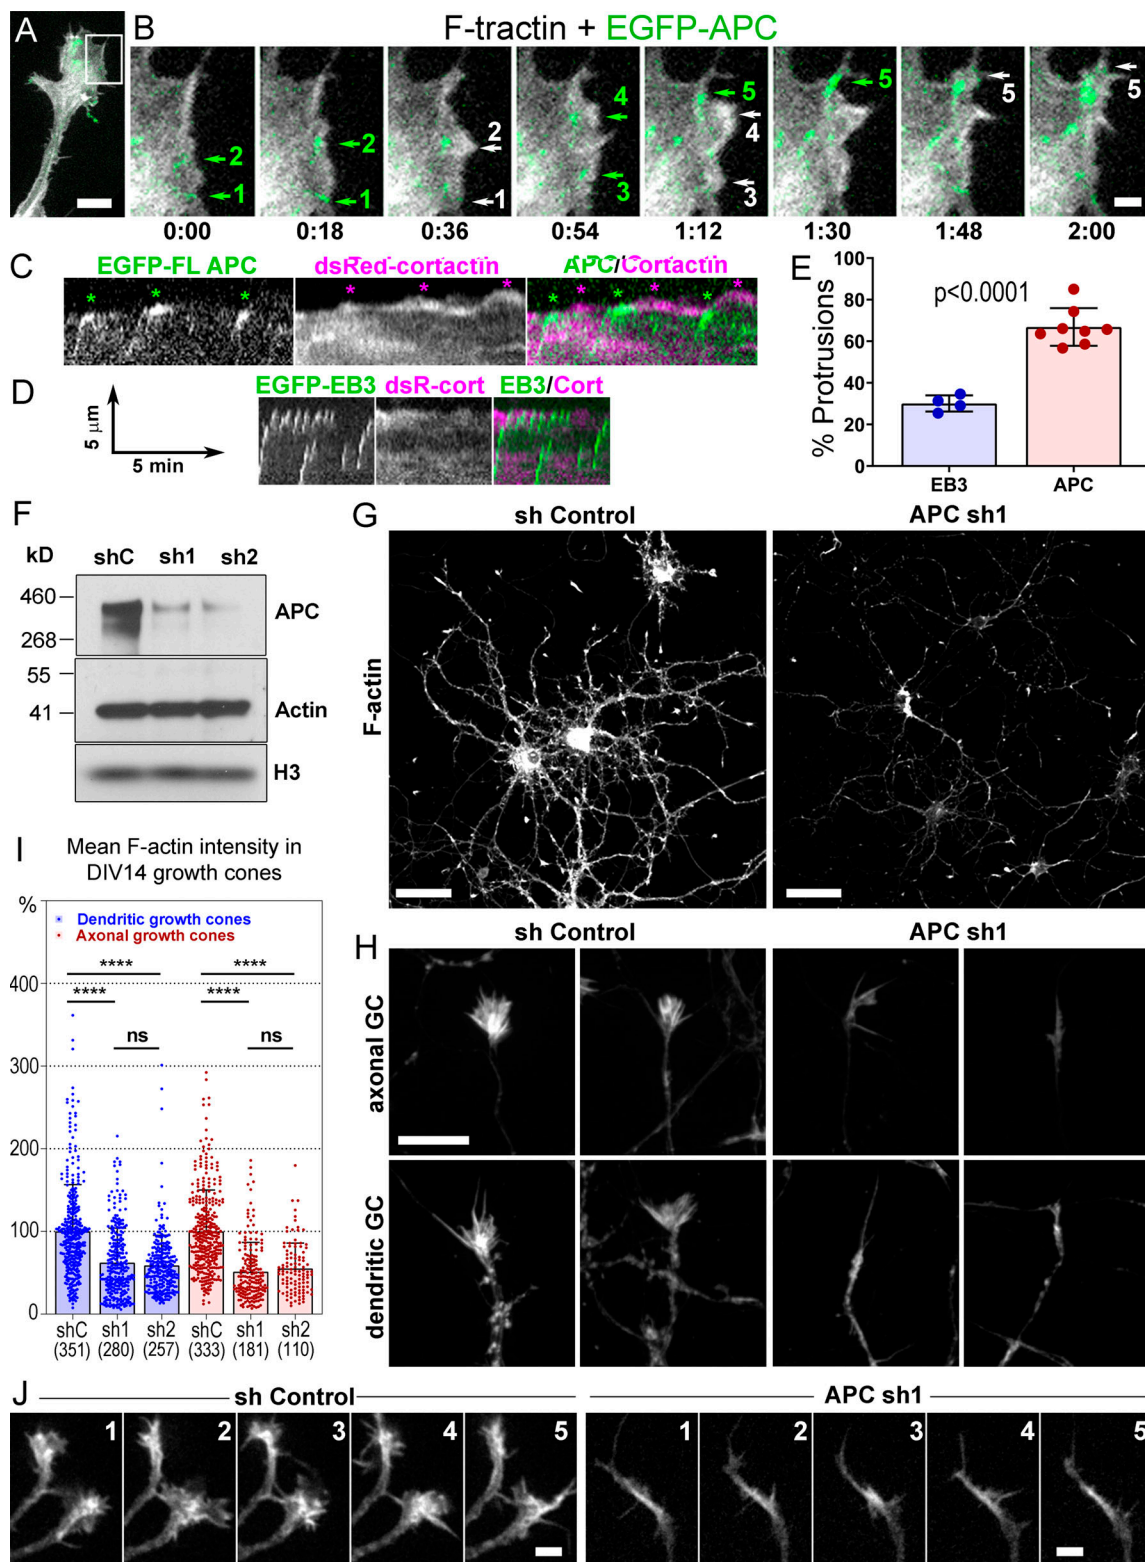 A
B
F-tractin + EGFP-APC
2
1
2
1
2
1
4
3
5
4
3
5
5
5
0:00 0:18 0:36 0:54 1:12 1:30 1:48 2:00
C
EGFP-FL APC dsRed-cortactin APC/Cortactin
* * * * * * * * * * * *
D
5 µm
5 min
EGFP-EB3 dsR-cort EB3/Cort
E
% Protrusions
p<0.0001
100
80
60
40
20
0
EB3 APC
F
kD shC sh1 sh2
460
268
APC
55
41
Actin
H3
G
sh Control APC sh1
F-actin
H
sh Control APC sh1
axonal GC
dendritic GC
I
Mean F-actin intensity in
DIV14 growth cones
%
Dendritic growth cones
Axonal growth cones
**** ****
400
**** ****
ns ns
300
200
100
0
shC sh1 sh2 shC sh1 sh2
(351) (280) (257) (333) (181) (110)
J
sh Control APC sh1
1 2 3 4 5 1 2 3 4 5